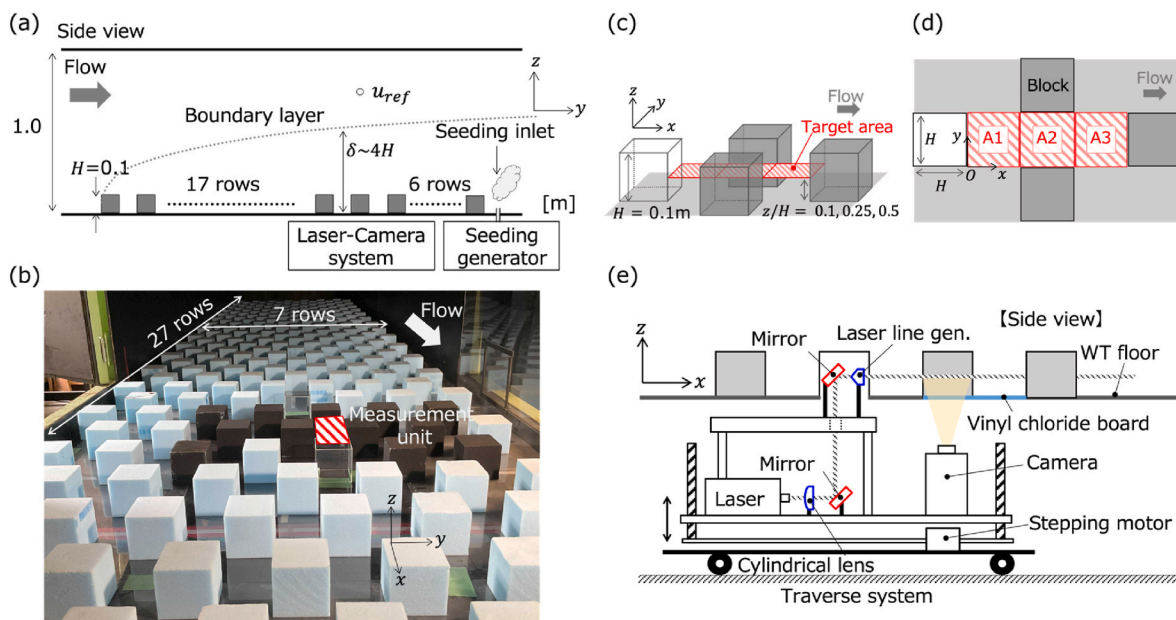 (a)
Side view
Flow
1.0
H=0.1
Boundary layer
u_ref
δ~4H
17 rows
6 rows
Seeding inlet
z
y
[m]
Laser-Camera
system
Seeding
generator
(b)
27 rows
7 rows
Flow
Measurement
unit
z
y
x
(c)
z
y
x
Flow
Target area
H = 0.1m
z/H = 0.1, 0.25, 0.5
(d)
Block
Flow
H
y
A1
A2
A3
H
O
x
(e)
【Side view】
z
x
Mirror
Laser line gen.
WT floor
Vinyl chloride board
Laser
Mirror
Camera
Stepping motor
Cylindrical lens
Traverse system